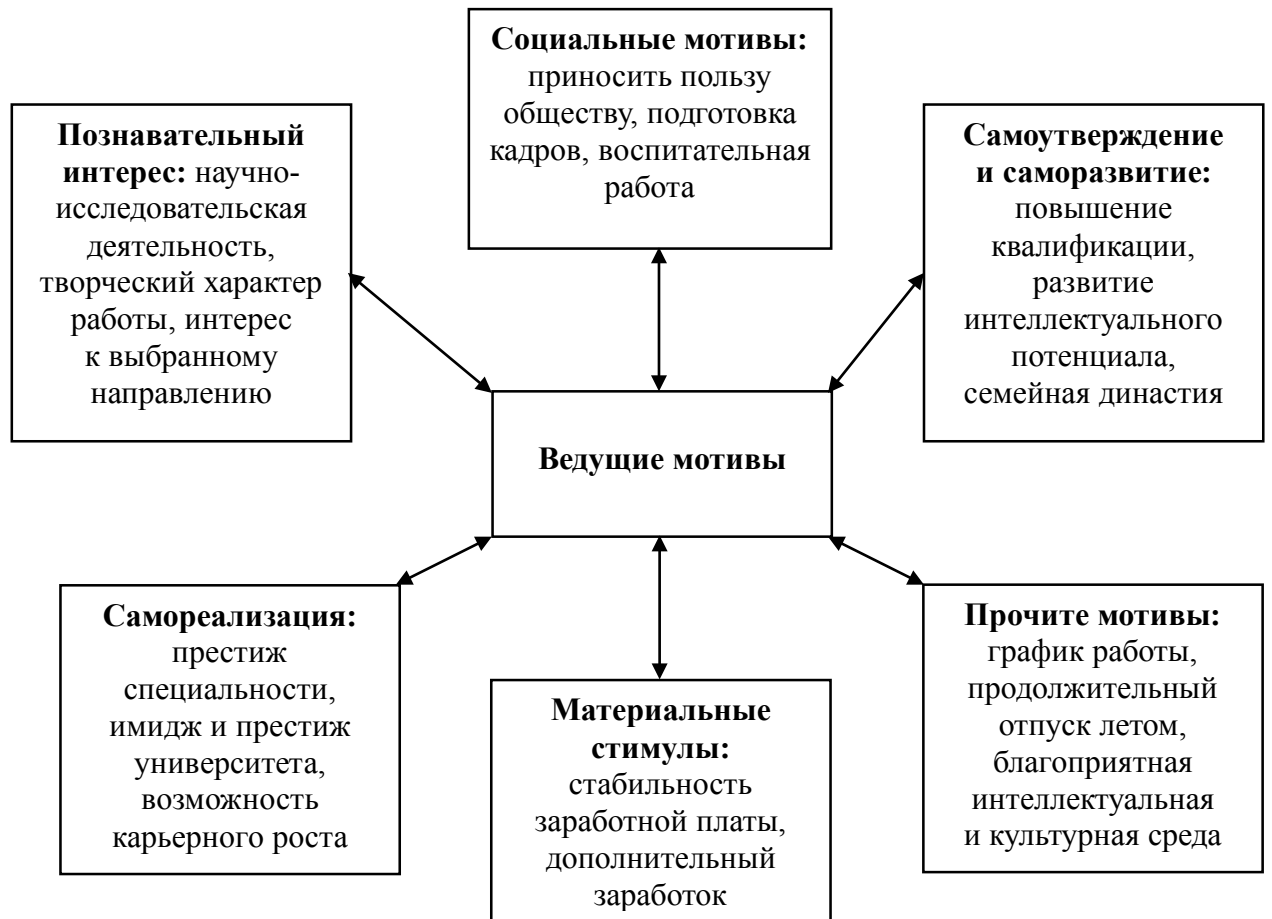 Социальные мотивы:
приносить пользу
обществу, подготовка
кадров, воспитательная
работа
Познавательный
интерес: научно-
исследовательская
деятельность,
творческий характер
работы, интерес
к выбранному
направлению
Самоутверждение
и саморазвитие:
повышение
квалификации,
развитие
интеллектуального
потенциала,
семейная династия
Ведущие мотивы
Самореализация:
престиж
специальности,
имидж и престиж
университета,
возможность
карьерного роста
Материальные
стимулы:
стабильность
заработной платы,
дополнительный
заработок
Прочите мотивы:
график работы,
продолжительный
отпуск летом,
благоприятная
интеллектуальная
и культурная среда